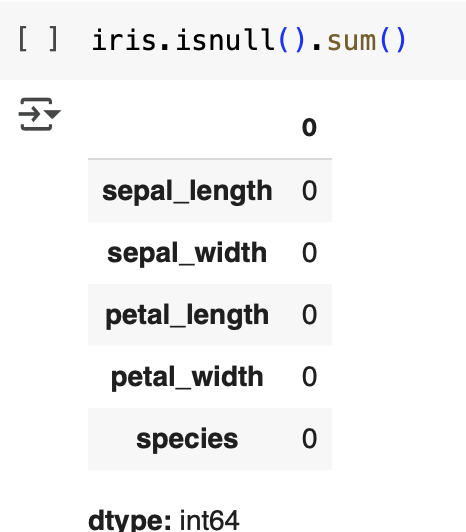 [ ] iris.isnull().sum()
0
sepal_length 0
sepal_width 0
petal_length 0
petal_width 0
species 0
dtype: int64